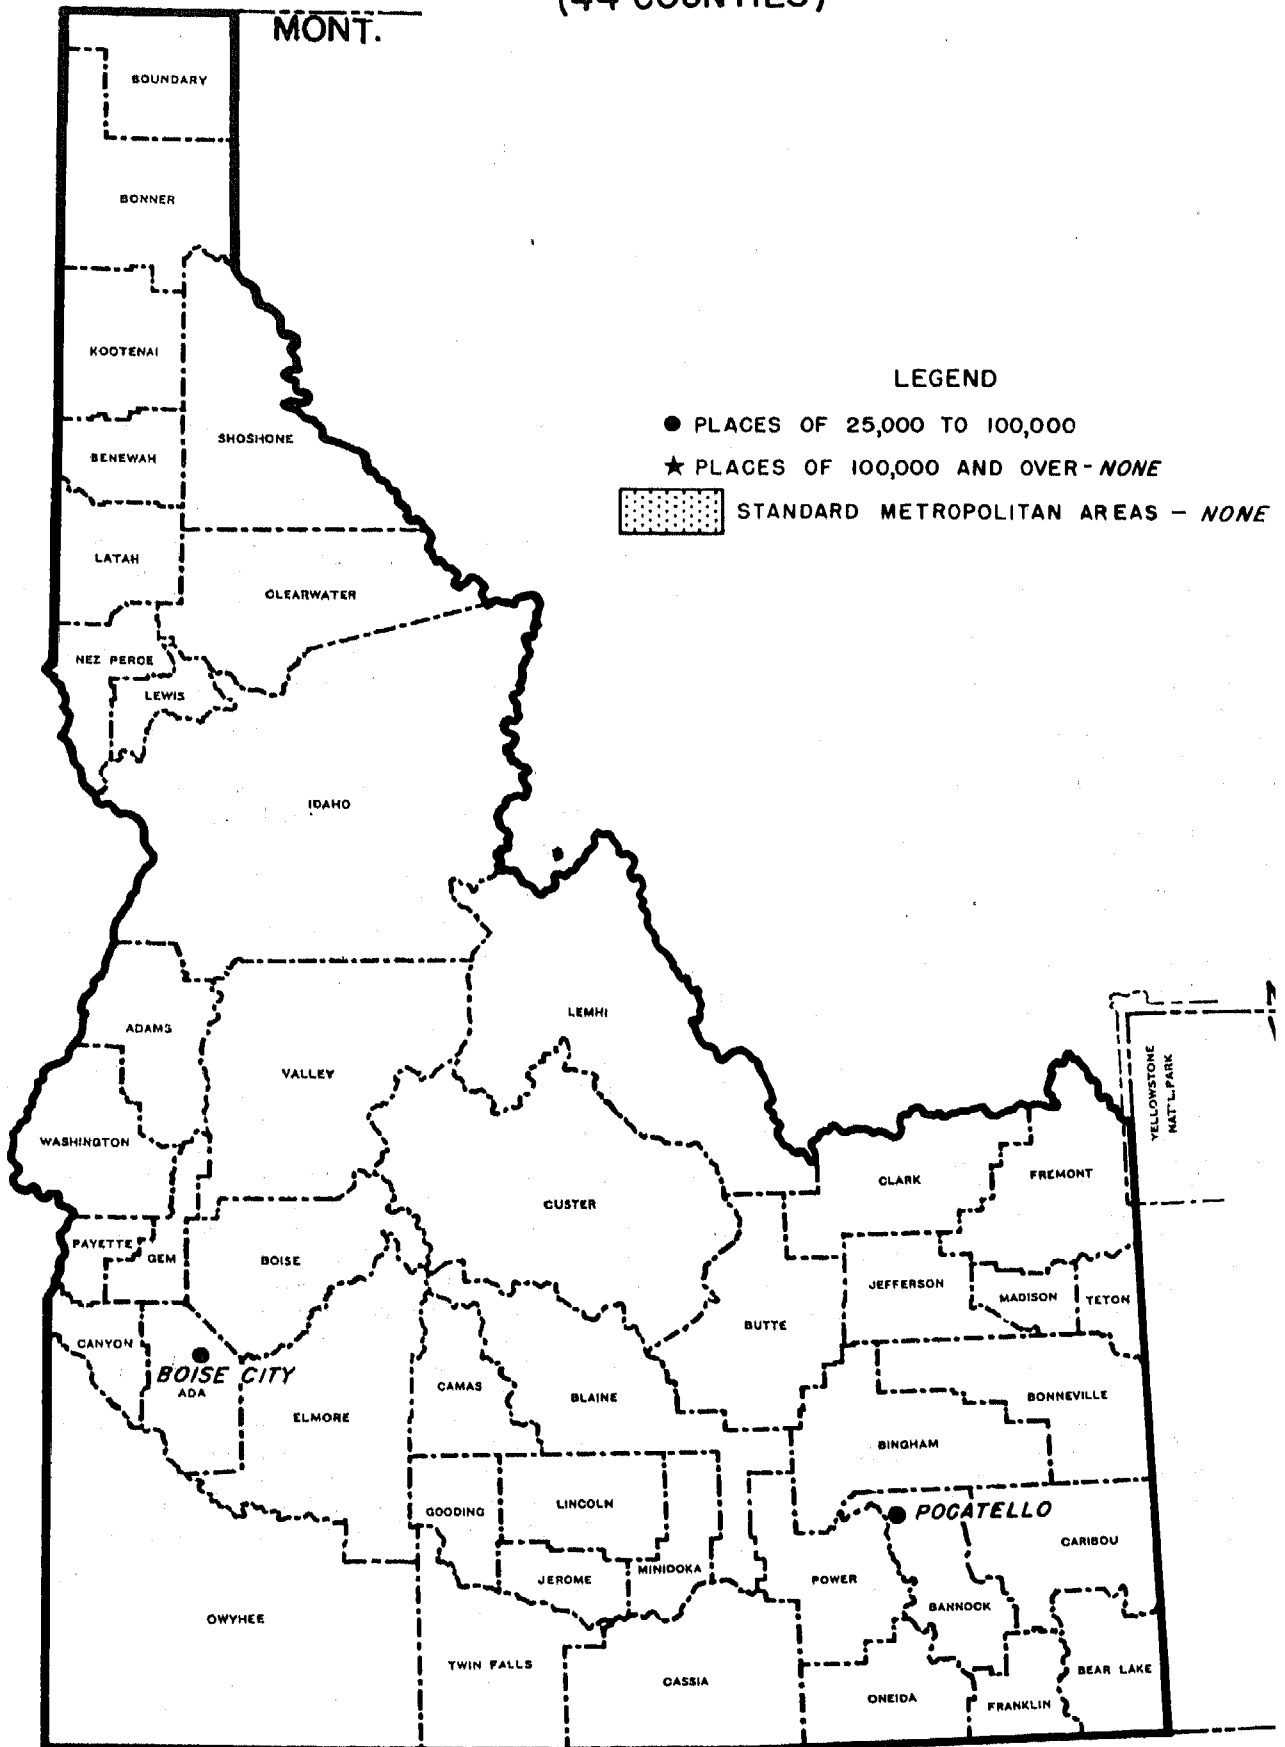 (44 COUNTIES)
MONT.
BOUNDARY
BONNER
KOOTENAI
SHOSHONE
BENEWAH
LATAH
CLEARWATER
NEZ PERCE
LEWIS
IDAHO
LEGEND
PLACES OF 25,000 TO 100,000
PLACES OF 100,000 AND OVER - NONE
STANDARD METROPOLITAN AREAS - NONE
LEMHI
ADAMS
VALLEY
WASHINGTON
YELLOWSTONE
NAT'L. PARK
CLARK
FREMONT
CUSTER
PAYETTE
GEM
BOISE
JEFFERSON
MADISON
TETON
BUTTE
CANYON
BOISE CITY
ADA
CAMAS
BLAINE
BONNEVILLE
ELMORE
BINGHAM
GOODING
LINCOLN
POCATELLO
CARIBOU
JEROME
MINIDOKA
POWER
BANNOCK
OWYHEE
TWIN FALLS
CASSIA
ONEIDA
FRANKLIN
BEAR LAKE